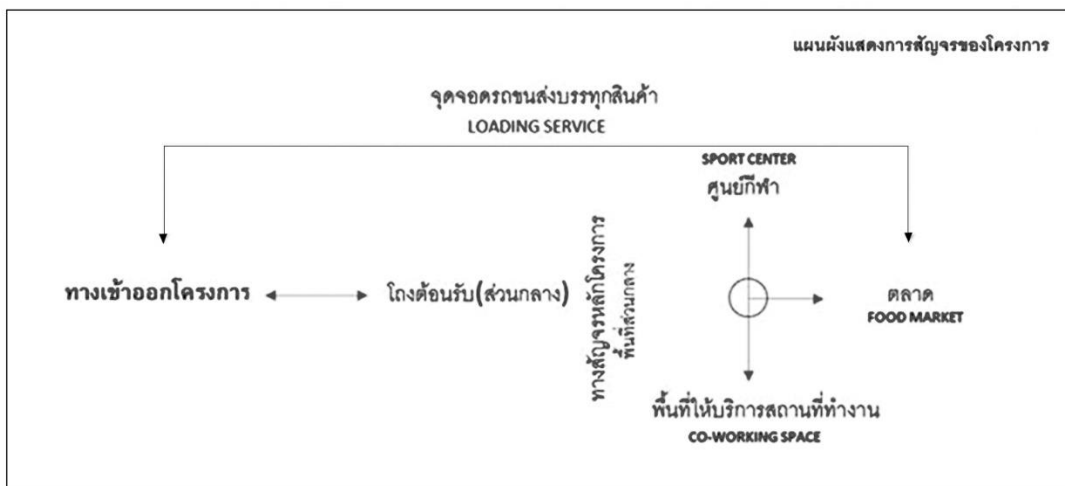 แผนผังแสดงการสัญจรของโครงการ
จุดจอดรถขนส่งบรรทุกสินค้า
LOADING SERVICE
SPORT CENTER
ศูนย์กีฬา
ทางเข้าออกโครงการ
โถงต้อนรับ(ส่วนกลาง)
ทางสัญจรหลักโครงการ
พื้นที่ส่วนกลาง
ตลาด
FOOD MARKET
พื้นที่ให้บริการสถานที่ทำงาน
CO-WORKING SPACE